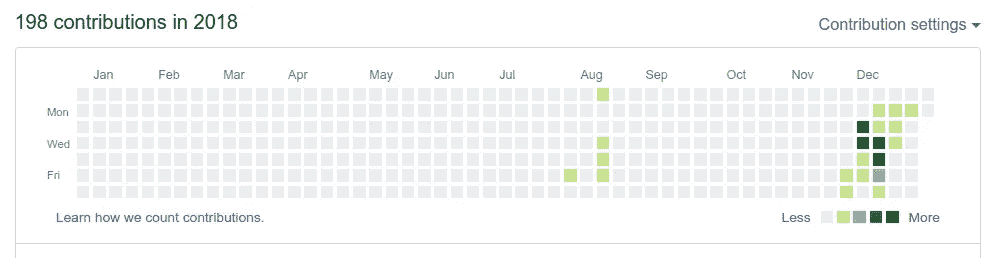 198 contributions in 2018
Contribution settings
Jan Feb Mar Apr May Jun Jul Aug Sep Oct Nov Dec
Mon
Wed
Fri
Learn how we count contributions.
Less More